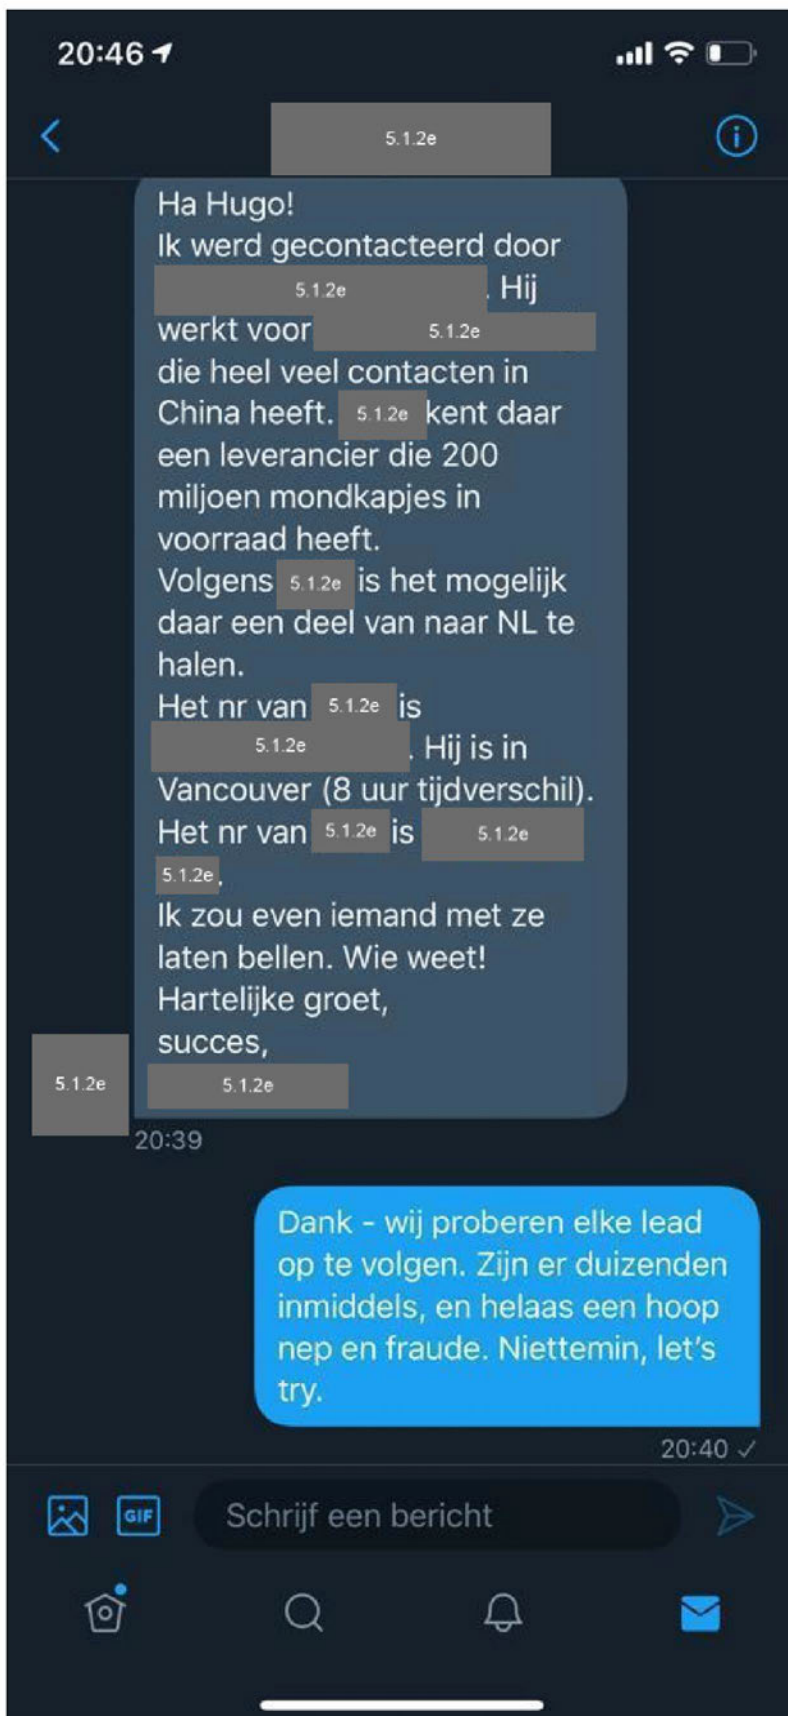 20:46
5.1.2e
Ha Hugo!
Ik werd gecontacteerd door
5.1.2e . Hij
werkt voor 5.1.2e
die heel veel contacten in
China heeft. 5.1.2e kent daar
een leverancier die 200
miljoen mondkapjes in
voorraad heeft.
Volgens 5.1.2e is het mogelijk
daar een deel van naar NL te
halen.
Het nr van 5.1.2e is
5.1.2e . Hij is in
Vancouver (8 uur tijdverschil).
Het nr van 5.1.2e is 5.1.2e
5.1.2e .
Ik zou even iemand met ze
laten bellen. Wie weet!
Hartelijke groet,
succes,
5.1.2e 5.1.2e
20:39
Dank - wij proberen elke lead
op te volgen. Zijn er duizenden
inmiddels, en helaas een hoop
nep en fraude. Niettemin, let's
try.
20:40 ✓
GIF Schrijf een bericht